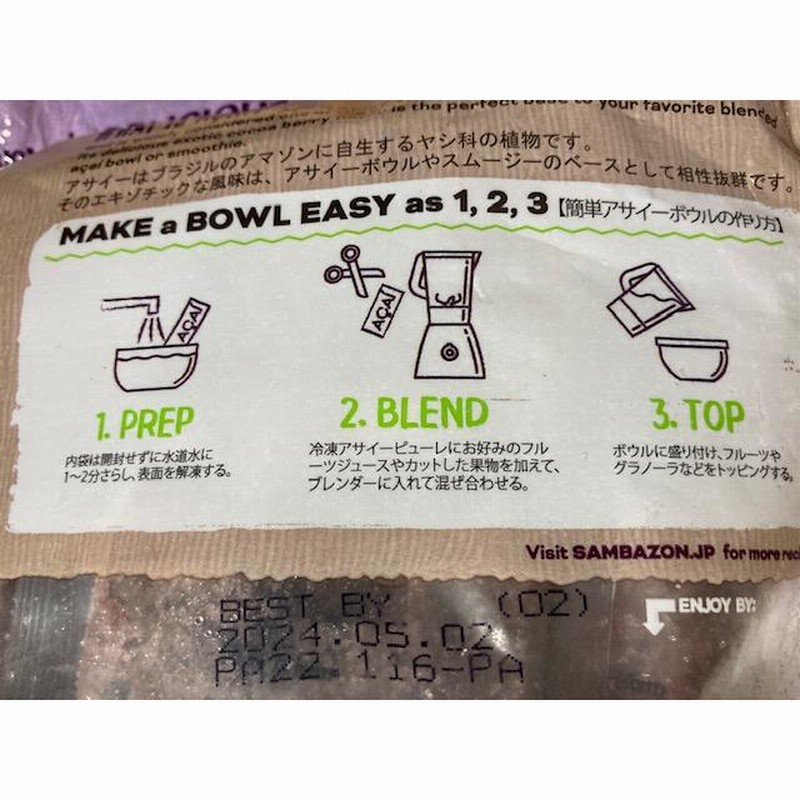 is the perfect base to your favorite blended
its delicious exotic cocoa berry
açaí bowl or smoothie.
アサイーはブラジルのアマゾンに自生するヤシ科の植物です。
そのエキゾチックな風味は、アサイーボウルやスムージーのベースとして相性抜群です。
MAKE a BOWL EASY as 1, 2, 3【簡単アサイーボウルの作り方】
AÇAÍ
AÇAÍ
1. PREP
内袋は開封せずに水道水に
1〜2分さらし、表面を解凍する。
2. BLEND
冷凍アサイーピューレにお好みのフル
ーツジュースやカットした果物を加えて、
ブレンダーに入れて混ぜ合わせる。
3. TOP
ボウルに盛り付け、フルーツや
グラノーラなどをトッピングする。
Visit SAMBAZON.JP for more
BEST BY (02)
2024.05.02
PA22 116-PA
ENJOY BY: